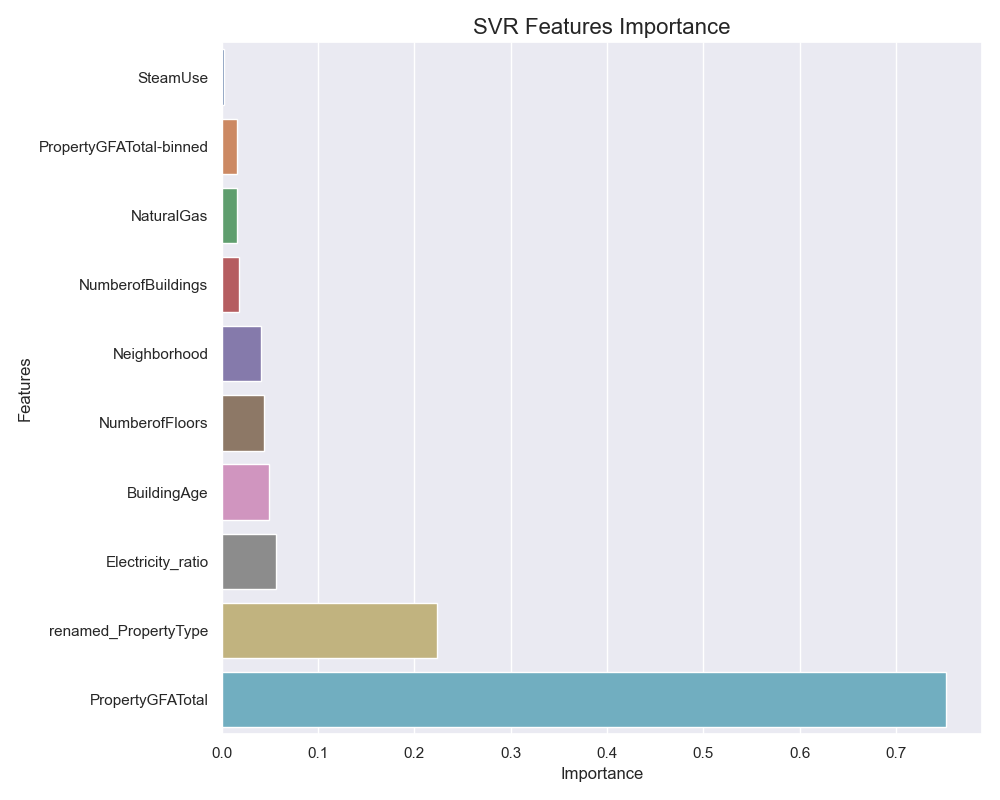 SVR Features Importance
SteamUse
PropertyGFATotal-binned
NaturalGas
NumberofBuildings
Neighborhood
NumberofFloors
BuildingAge
Electricity_ratio
renamed_PropertyType
PropertyGFATotal
Features
0.0 0.1 0.2 0.3 0.4 0.5 0.6 0.7
Importance